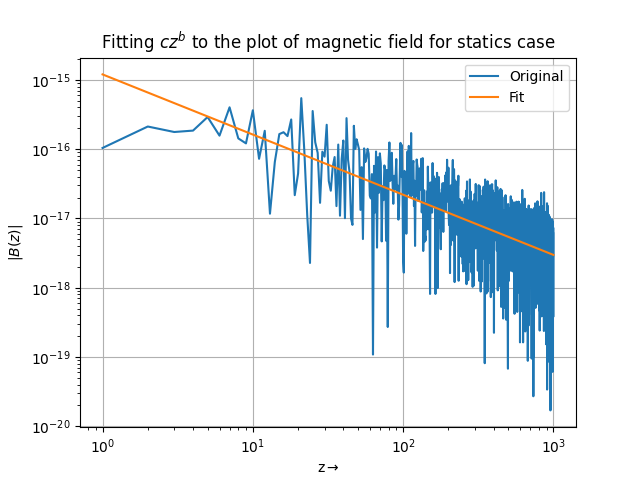 Fitting $cz^b$ to the plot of magnetic field for statics case
Original
Fit
$10^{-15}$
$10^{-16}$
$10^{-17}$
$10^{-18}$
$10^{-19}$
$10^{-20}$
|B(z)|
$10^0$ $10^1$ $10^2$ $10^3$
z→